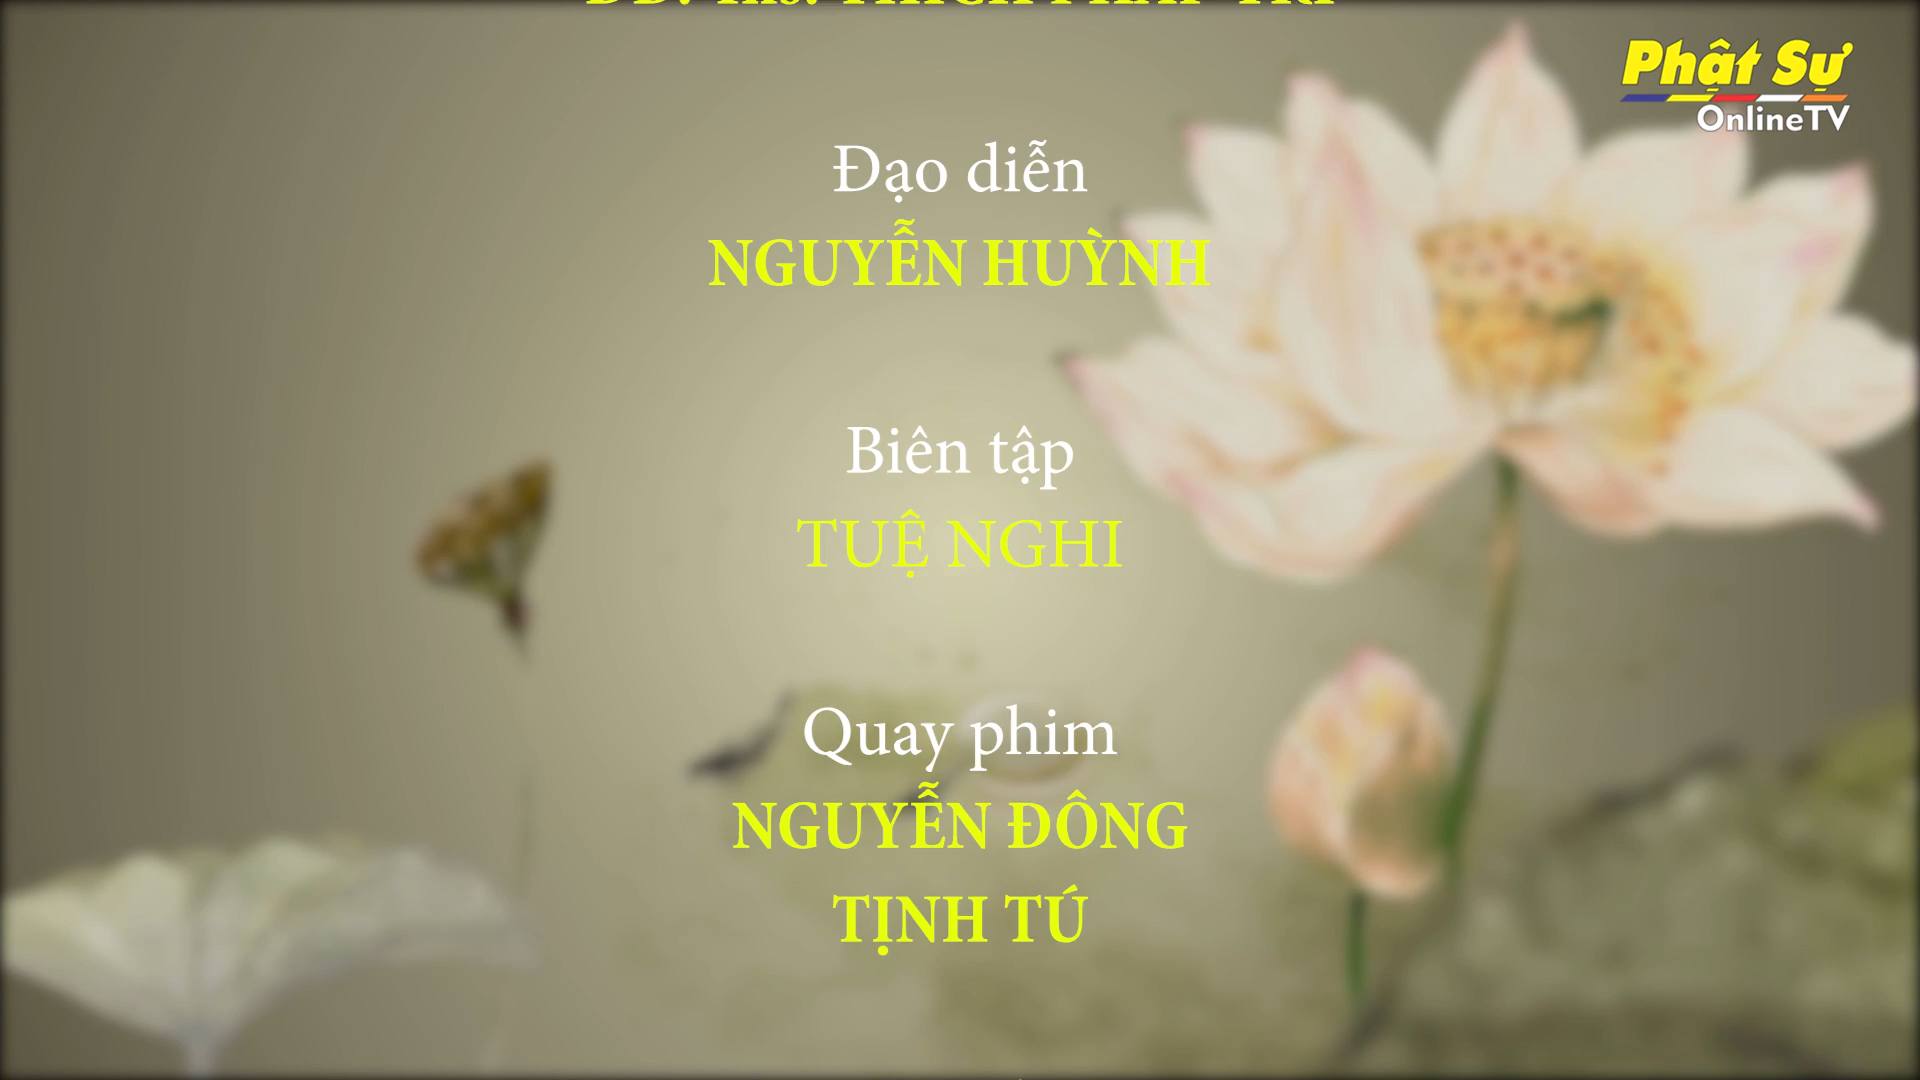 Phật Sự
OnlineTV
Đạo diễn
NGUYỄN HUỲNH
Biên tập
TUỆ NGHI
Quay phim
NGUYỄN ĐÔNG
TỊNH TÚ